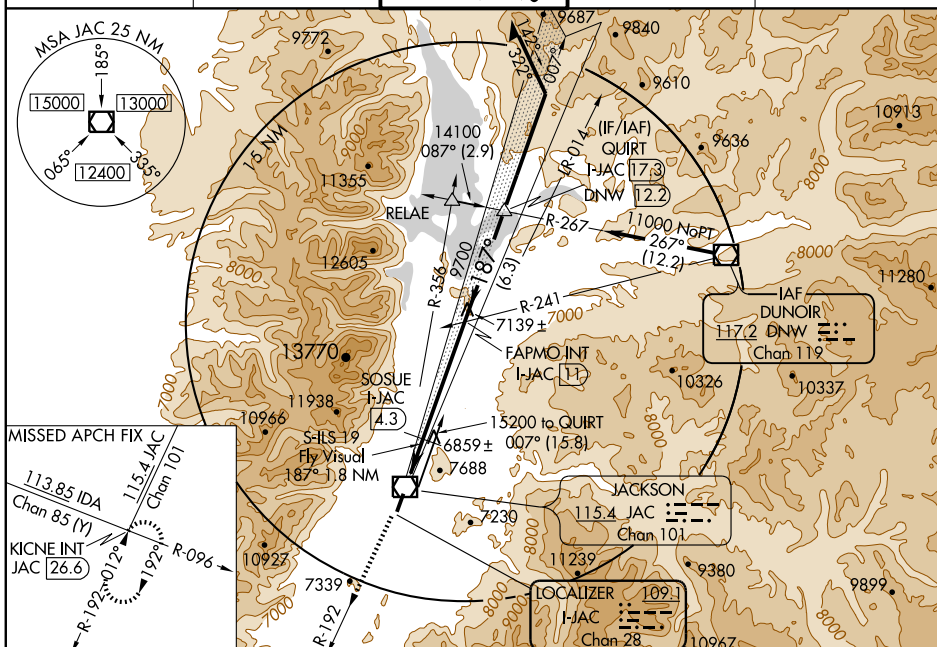 MSA JAC 25 NM
185°
15000
13000
065°
335°
12400
9772
9687
9840
142°
322°
007°
9610
10913
15 NM
14100
087° (2.9)
LR-014
(IF/IAF)
QUIRT
I-JAC 17.3
DNW 12.2
9636
11355
RELAE
R-267
11000 NoPT
267°
(12.2)
12605
8000
R-356
9700
187°
(6.3)
R-241
7000
8000
11280
IAF
DUNOIR
117.2 DNW
Chan 119
7139 ±
FAPMO INT
I-JAC 11
13770
7000
SOSUE
I-JAC
4.3
10326
10337
11938
10966
15200 to QUIRT
007° (15.8)
S-ILS 19
Fly Visual
187° 1.8 NM
6859 ±
7688
MISSED APCH FIX
115.4 JAC
Chan 101
113.85 IDA
Chan 85 (Y)
KICNE INT
JAC 26.6
R-096
012°
192°
R-192
JACKSON
115.4 JAC
Chan 101
7230
8000
10927
8000
11239
9380
7339
9899
R-192
7000
8000
9000
LOCALIZER 109.1
I-JAC
Chan 28
10967
8000